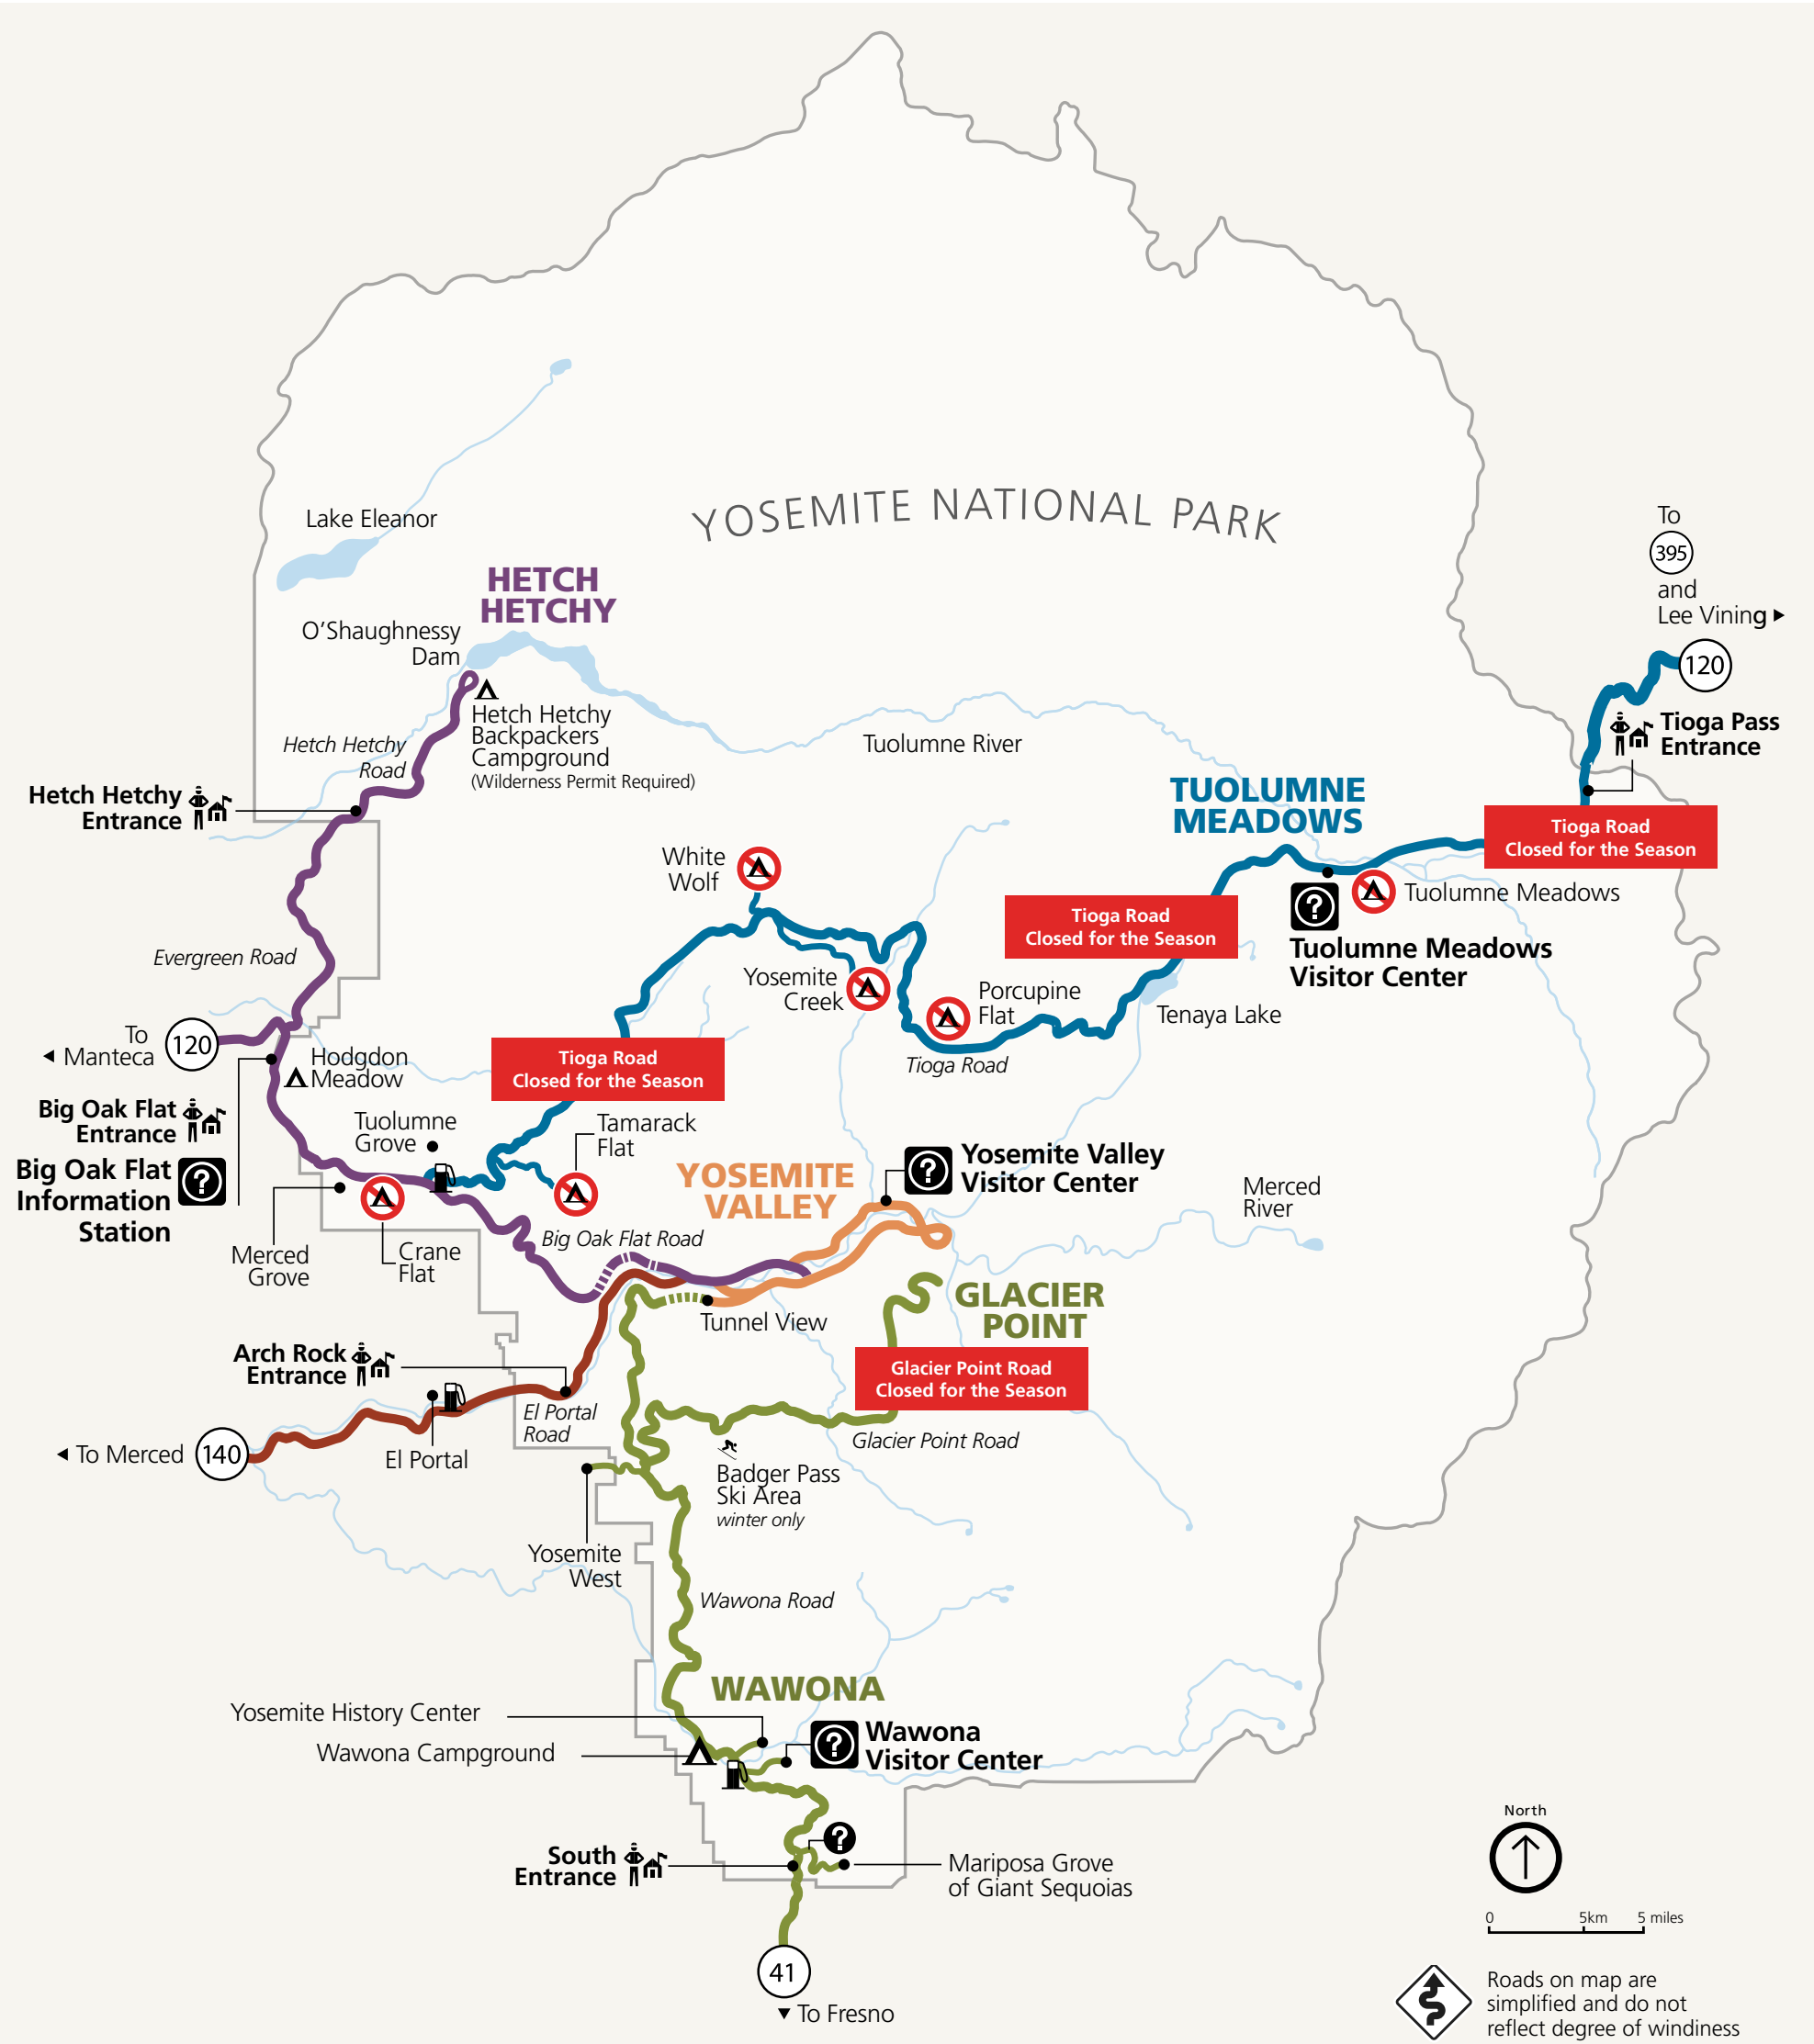 YOSEMITE NATIONAL PARK
Lake Eleanor
To
395
and
Lee Vining
120
HETCH
HETCHY
O'Shaughnessy
Dam
Hetch Hetchy
Backpackers
Campground
(Wilderness Permit Required)
Hetch Hetchy
Road
Tuolumne River
Tioga Pass
Entrance
Hetch Hetchy
Entrance
TUOLUMNE
MEADOWS
Tioga Road
Closed for the Season
White
Wolf
Tuolumne Meadows
Tioga Road
Closed for the Season
?
Tuolumne Meadows
Visitor Center
Evergreen Road
Yosemite
Creek
Porcupine
Flat
Tenaya Lake
To
Manteca
120
Hodgdon
Meadow
Tioga Road
Closed for the Season
Tioga Road
Big Oak Flat
Entrance
Tuolumne
Grove
Tamarack
Flat
Big Oak Flat
Information
Station
?
YOSEMITE
VALLEY
?
Yosemite Valley
Visitor Center
Merced
River
Merced
Grove
Crane
Flat
Big Oak Flat Road
Tunnel View
GLACIER
POINT
Arch Rock
Entrance
Glacier Point Road
Closed for the Season
El Portal
Road
To Merced
140
El Portal
Glacier Point Road
Badger Pass
Ski Area
winter only
Yosemite
West
Wawona Road
WAWONA
Yosemite History Center
Wawona Campground
?
Wawona
Visitor Center
?
South
Entrance
Mariposa Grove
of Giant Sequoias
41
To Fresno
North
0 5km 5 miles
Roads on map are
simplified and do not
reflect degree of windiness